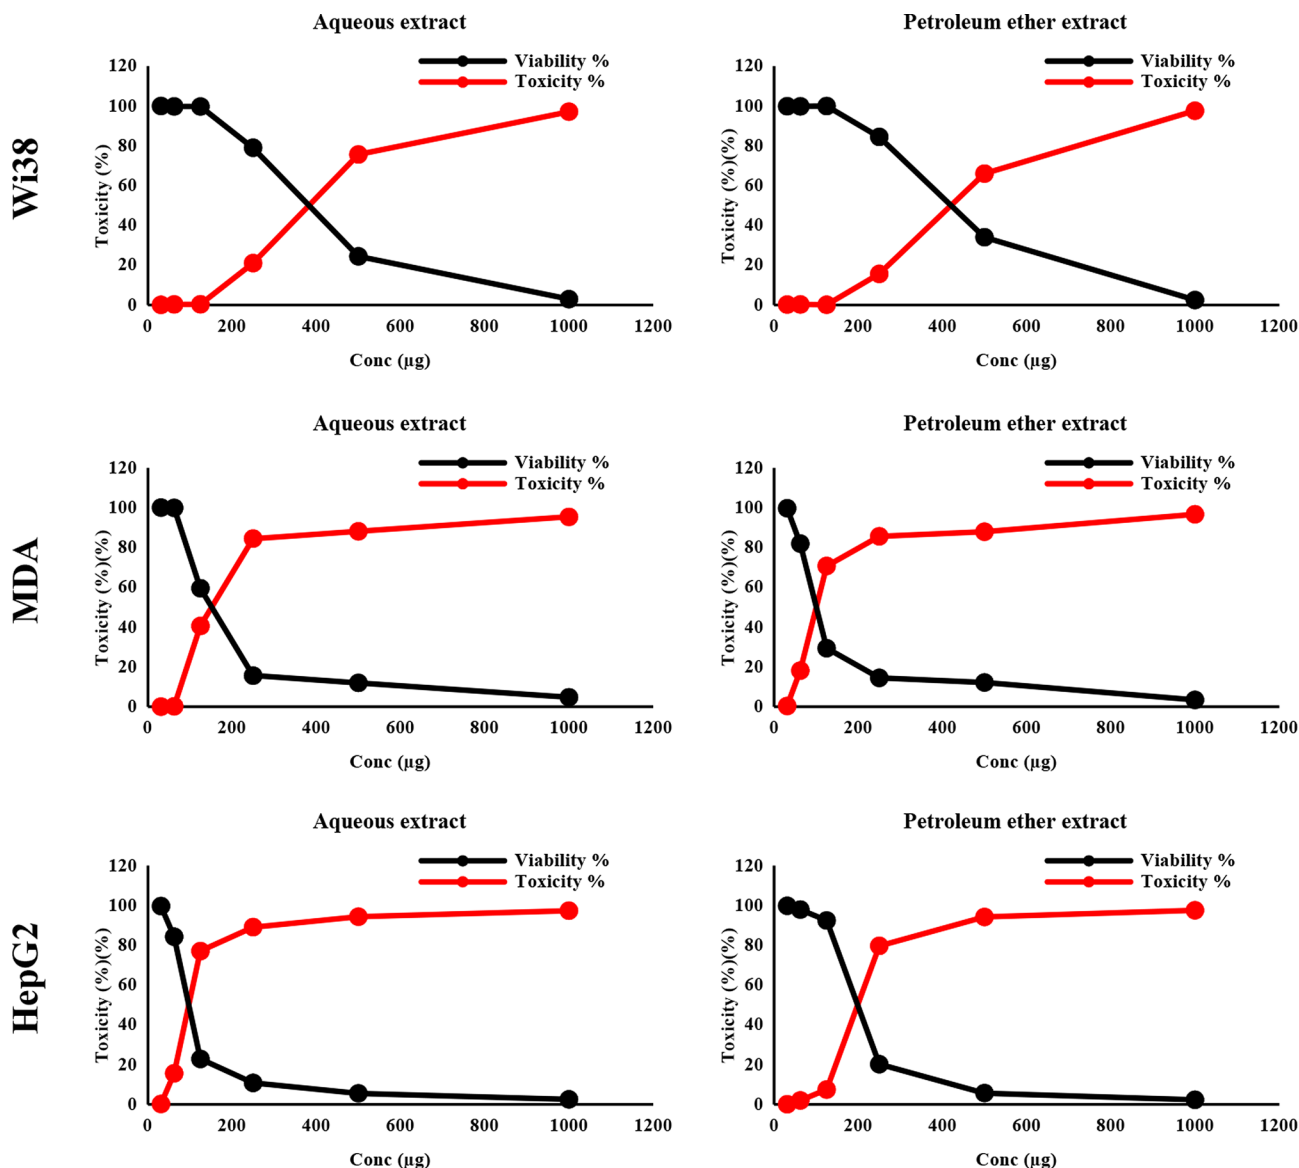 Wi38
Aqueous extract
Viability %
Toxicity %
Toxicity (%)
120
100
80
60
40
20
0
0 200 400 600 800 1000 1200
Conc (µg)
Petroleum ether extract
Viability %
Toxicity %
Toxicity (%)(%)
120
100
80
60
40
20
0
0 200 400 600 800 1000 1200
Conc (µg)
MDA
Aqueous extract
Viability %
Toxicity %
Toxicity (%)(%)
120
100
80
60
40
20
0
0 200 400 600 800 1000 1200
Conc (µg)
Petroleum ether extract
Viability %
Toxicity %
Toxicity (%)(%)
120
100
80
60
40
20
0
0 200 400 600 800 1000 1200
Conc (µg)
HepG2
Aqueous extract
Viability %
Toxicity %
Toxicity (%)(%)
120
100
80
60
40
20
0
0 200 400 600 800 1000 1200
Conc (µg)
Petroleum ether extract
Viability %
Toxicity %
Toxicity (%)(%)
120
100
80
60
40
20
0
0 200 400 600 800 1000 1200
Conc (µg)